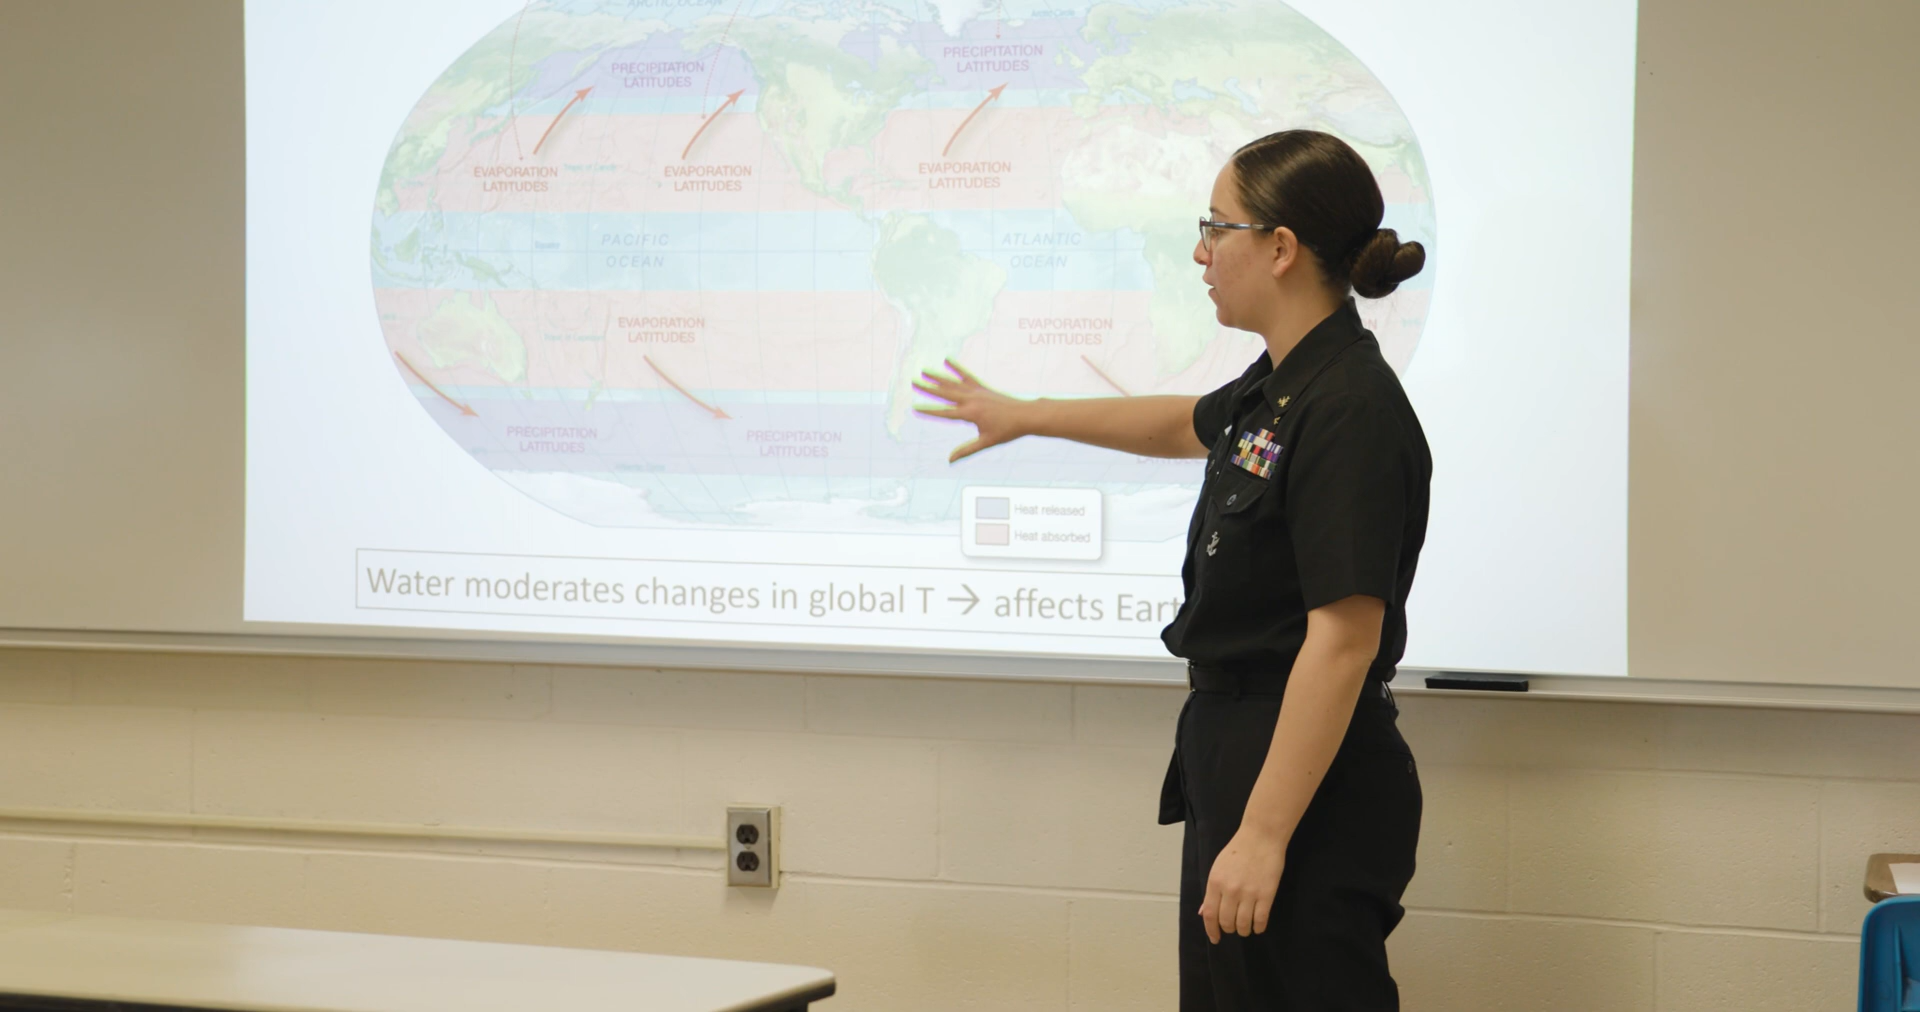 ARCTIC OCEAN
PRECIPITATION
LATITUDES
PRECIPITATION
LATITUDES
EVAPORATION
LATITUDES
EVAPORATION
LATITUDES
EVAPORATION
LATITUDES
Equator
PACIFIC
OCEAN
ATLANTIC
OCEAN
EVAPORATION
LATITUDES
EVAPORATION
LATITUDES
PRECIPITATION
LATITUDES
PRECIPITATION
LATITUDES
Heat released
Heat absorbed
Water moderates changes in global T → affects Eart